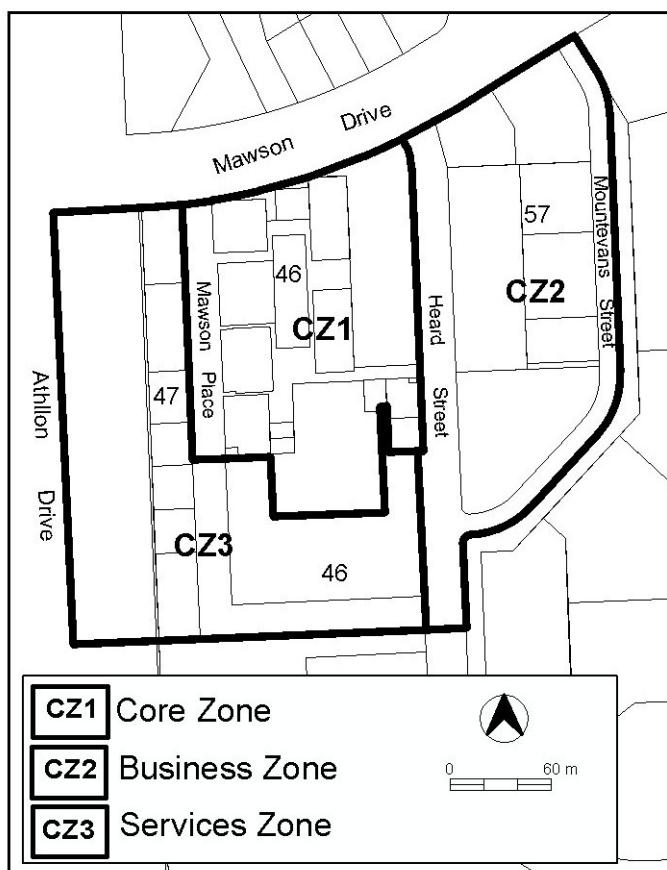 Mawson Drive
57
Mountevans Street
46
CZ2
Mawson Place
CZ1
Heard Street
Athllon Drive
47
CZ3
46
CZ1 Core Zone
CZ2 Business Zone
CZ3 Services Zone
0 60 m